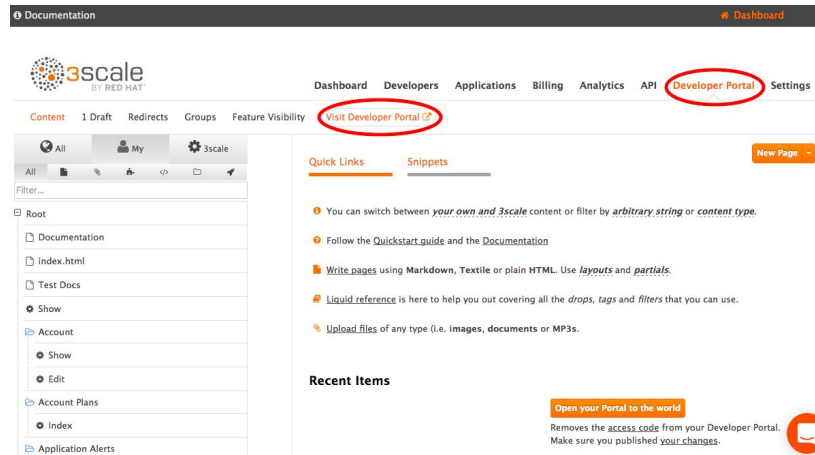 Documentation
Dashboard
3scale
BY RED HAT
Dashboard Developers Applications Billing Analytics API Developer Portal Settings
Content 1 Draft Redirects Groups Feature Visibility Visit Developer Portal
All My 3scale
All </>
Filter...
Quick Links Snippets
New Page
Root
Documentation
index.html
Test Docs
Show
Account
Show
Edit
Account Plans
Index
Application Alerts
You can switch between your own and 3scale content or filter by arbitrary string or content type.
Follow the Quickstart guide and the Documentation
Write pages using Markdown, Textile or plain HTML. Use layouts and partials.
Liquid reference is here to help you out covering all the drops, tags and filters that you can use.
Upload files of any type (i.e. images, documents or MP3s.
Recent Items
Open your Portal to the world
Removes the access code from your Developer Portal.
Make sure you published your changes.